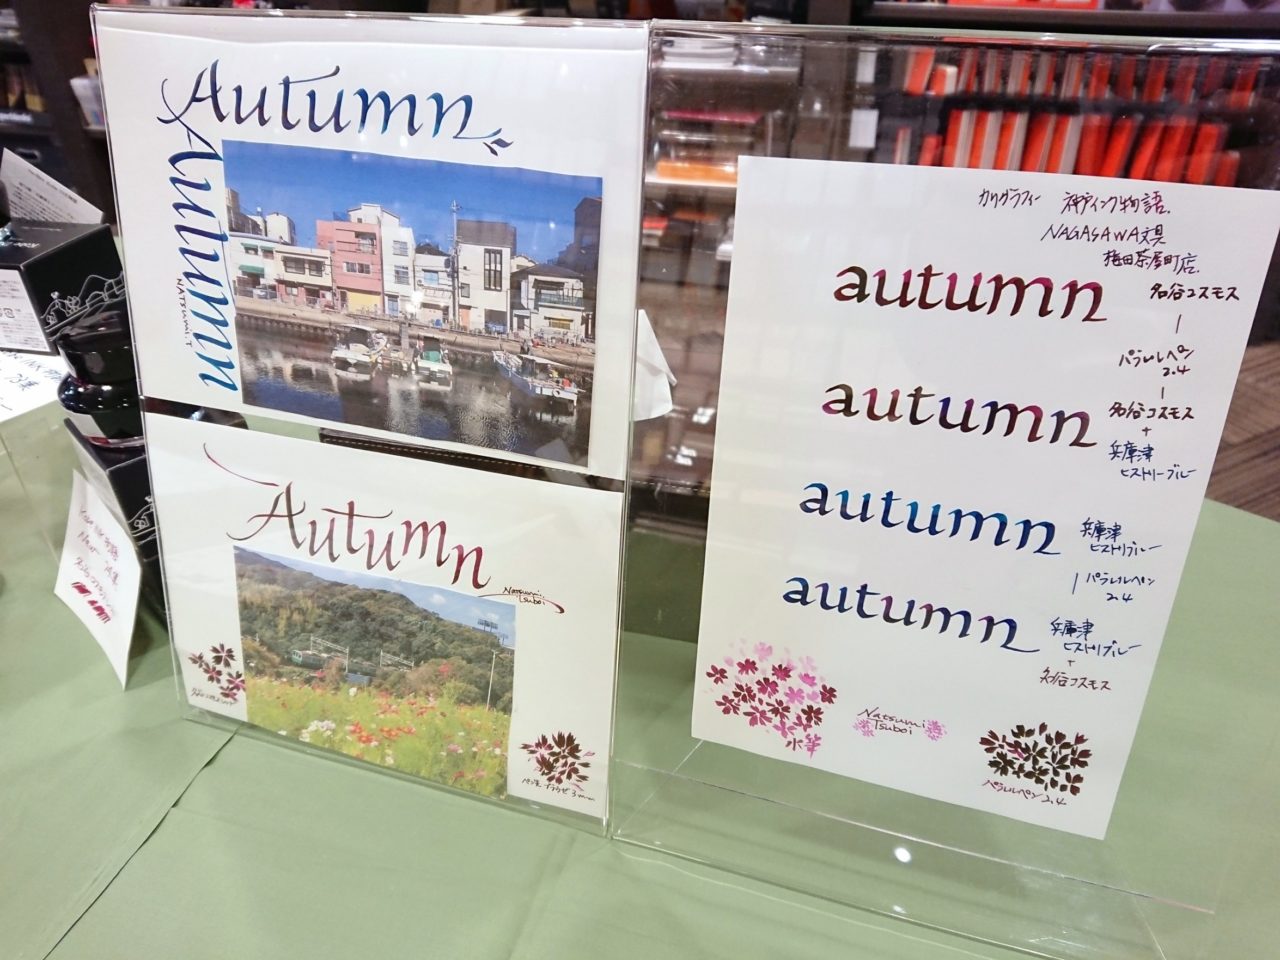 Autumn
Autumn
NATSUMI.T
Autumn
Natsumi
Tsuboi
カリグラフィー 神戸インク物語
NAGASAWA文具
梅田茶屋町店
autumn
名谷コスモス
パラレルペン
2.4
autumn
名谷コスモス
+
兵庫津
ヒストリーブルー
autumn
兵庫津
ヒストリブルー
パラレルペン
2.4
autumn
兵庫津
ヒストリブルー
+
名谷コスモス
水筆
Natsumi
Tsuboi
パラレルペン 2.4